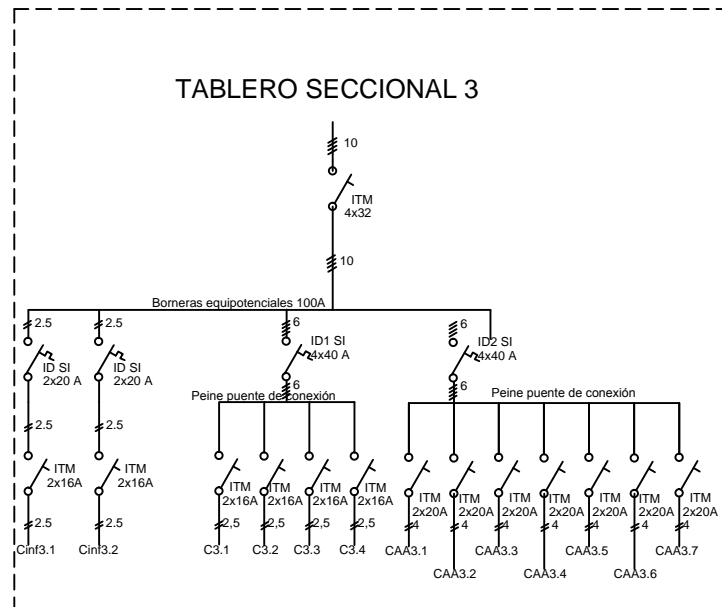 TABLERO SECCIONAL 3
10
ITM
4x32
10
Borneras equipotenciales 100A
2.5
2.5
6
6
ID SI
2x20 A
ID SI
2x20 A
ID1 SI
4x40 A
ID2 SI
4x40 A
6
6
Peine puente de conexión
Peine puente de conexión
2.5
2.5
ITM
2x16A
ITM
2x16A
ITM
2x16A
ITM
2x16A
ITM
2x16A
ITM
2x16A
ITM
2x20A
ITM
2x20A
ITM
2x20A
ITM
2x20A
ITM
2x20A
ITM
2x20A
ITM
2x20A
2.5
2.5
2,5
2,5
2,5
2,5
4
4
4
4
4
4
4
Cinf3.1
Cinf3.2
C3.1
C3.2
C3.3
C3.4
CAA3.1
CAA3.2
CAA3.3
CAA3.4
CAA3.5
CAA3.6
CAA3.7